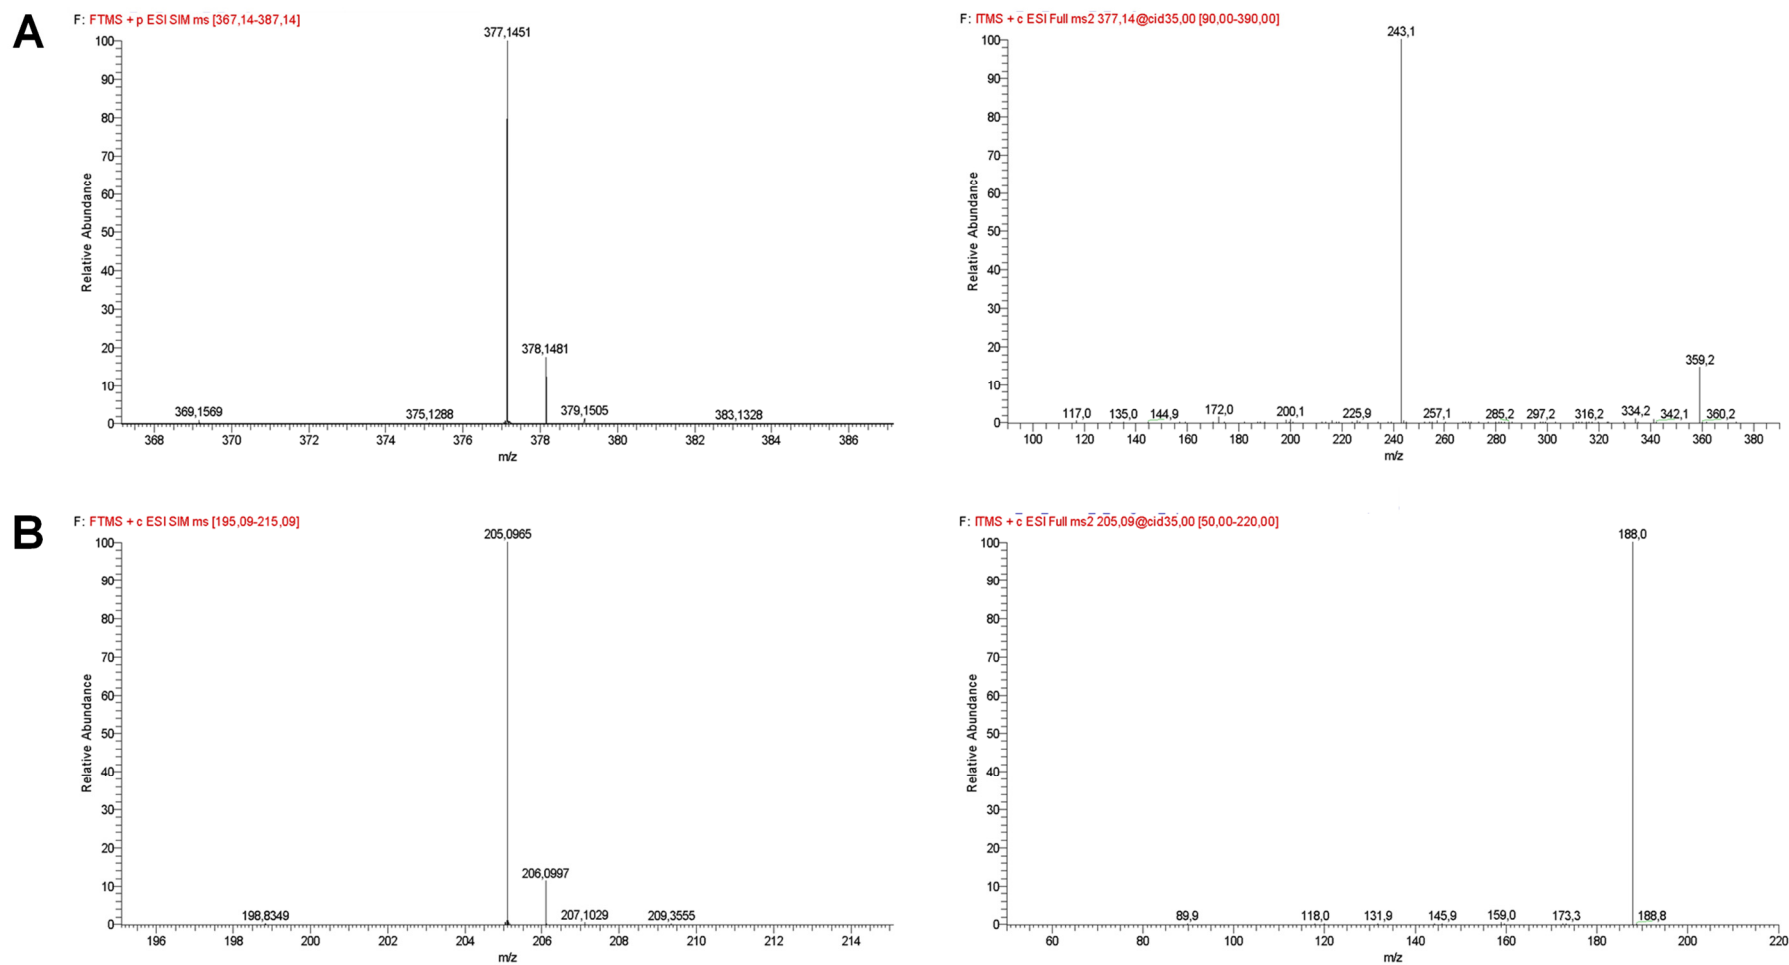 A
F: FTMS + p ESI SIM ms [367,14-387,14]
377,1451
378,1481
369,1569
375,1288
379,1505
383,1328
Relative Abundance
100
90
80
70
60
50
40
30
20
10
0
368 370 372 374 376 378 380 382 384 386
m/z
F: ITMS + c ESI Full ms2 377,14@cid35,00 [90,00-390,00]
243,1
359,2
117,0 135,0 144,9 172,0 200,1 225,9 257,1 285,2 297,2 316,2 334,2 342,1 360,2
Relative Abundance
100
90
80
70
60
50
40
30
20
10
0
100 120 140 160 180 200 220 240 260 280 300 320 340 360 380
m/z
B
F: FTMS + c ESI SIM ms [195,09-215,09]
205,0965
206,0997
198,8349
207,1029
209,3555
Relative Abundance
100
90
80
70
60
50
40
30
20
10
0
196 198 200 202 204 206 208 210 212 214
m/z
F: ITMS + c ESI Full ms2 205,09@cid35,00 [50,00-220,00]
188,0
89,9 118,0 131,9 145,9 159,0 173,3 188,8
Relative Abundance
100
90
80
70
60
50
40
30
20
10
0
60 80 100 120 140 160 180 200 220
m/z